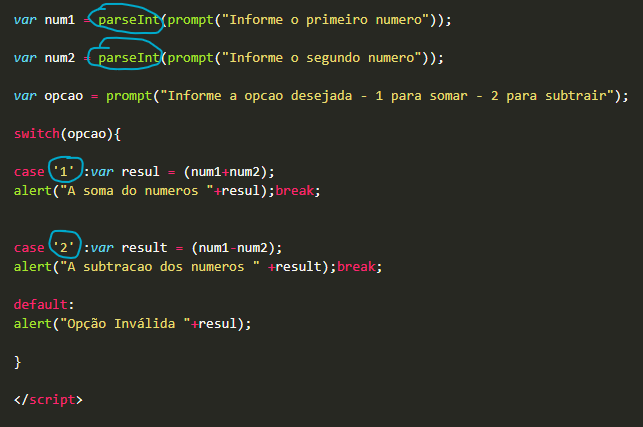 var num1 = parseInt(prompt("Informe o primeiro numero"));
var num2 = parseInt(prompt("Informe o segundo numero"));
var opcao = prompt("Informe a opcao desejada - 1 para somar - 2 para subtrair");
switch(opcao){
case '1' :var resul = (num1+num2);
alert("A soma do numeros "+resul);break;
case '2' :var result = (num1-num2);
alert("A subtracao dos numeros " +result);break;
default:
alert("Opção Inválida "+resul);
}
</script>